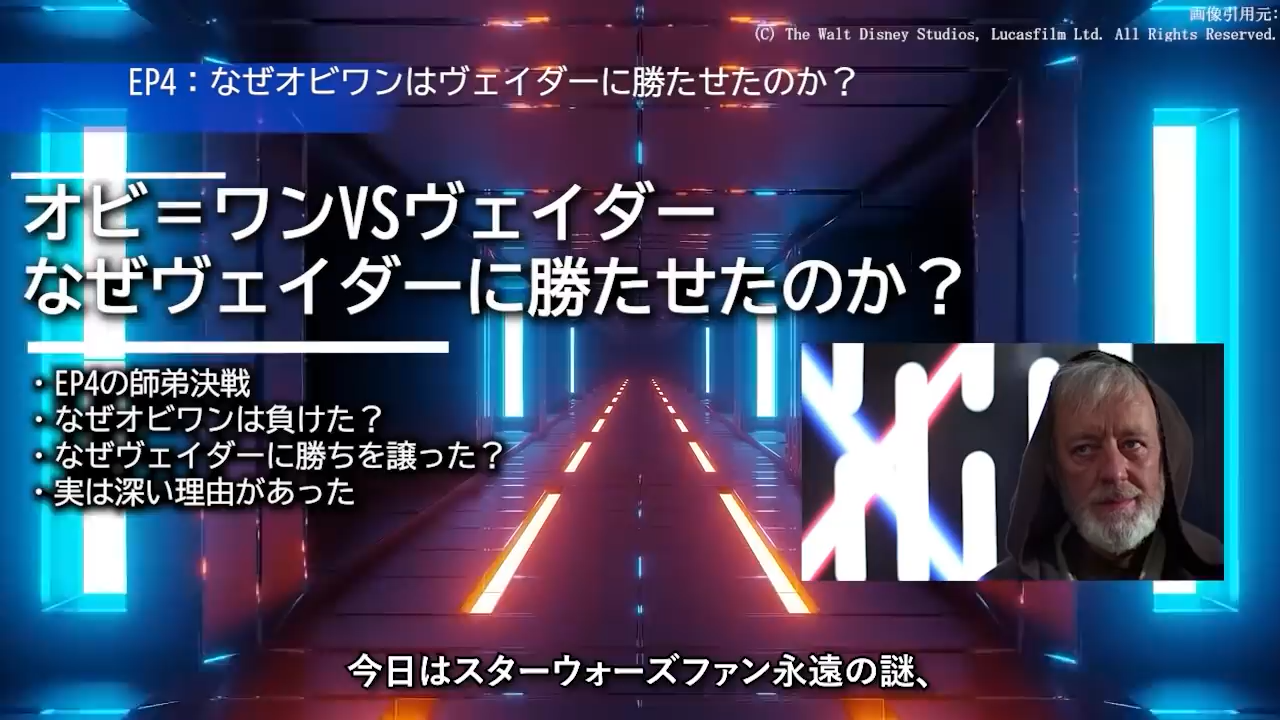 画像引用元:
(C) The Walt Disney Studios, Lucasfilm Ltd. All Rights Reserved.
EP4：なぜオビワンはヴェイダーに勝たせたのか？
オビ＝ワンVSヴェイダー
なぜヴェイダーに勝たせたのか？
・EP4の師弟決戦
・なぜオビワンは負けた？
・なぜヴェイダーに勝ちを譲った？
・実は深い理由があった
今日はスターウォーズファン永遠の謎、